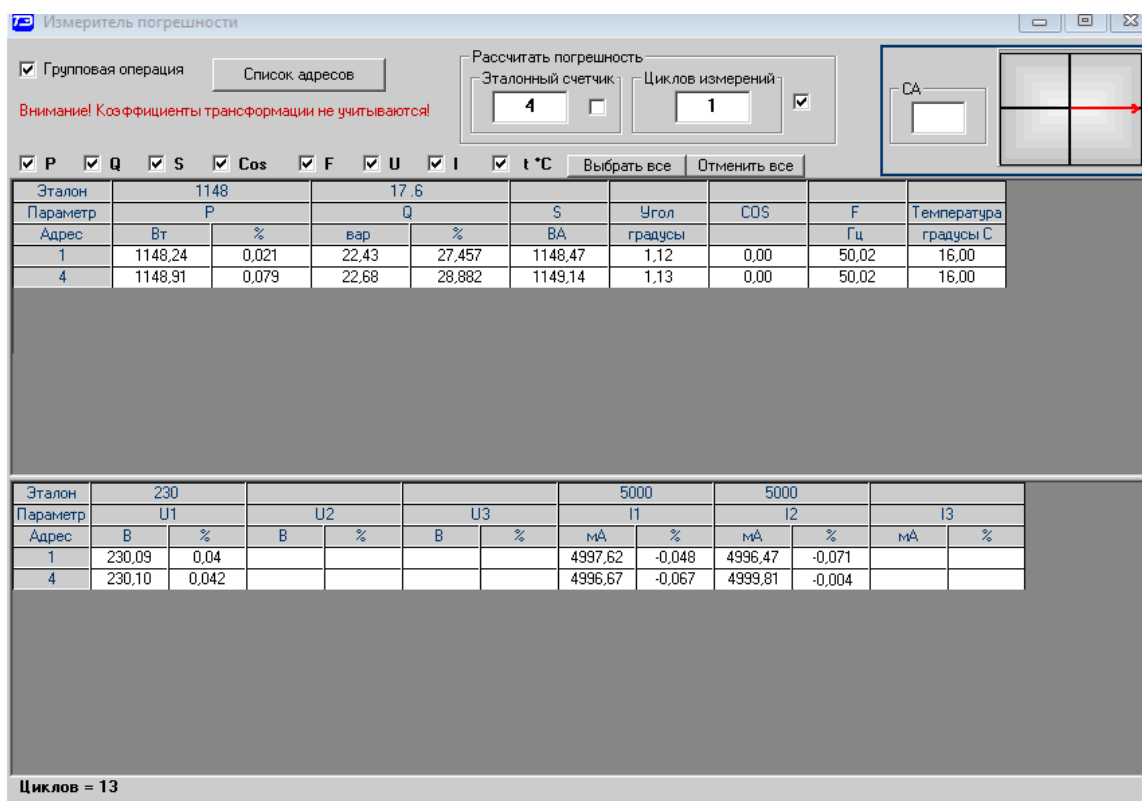 ТЭ Измеритель погрешности
Групповая операция
Список адресов
Рассчитать погрешность
Эталонный счетчик
Циклов измерений
4
1
СА
Внимание! Коэффициенты трансформации не учитываются!
P Q S Cos F U I t °C Выбрать все Отменить все
Эталон 1148 17.6
Параметр P Q S Угол COS F Температура
Адрес Вт % вар % ВА градусы Гц градусы С
1 1148,24 0,021 22,43 27,457 1148,47 1,12 0,00 50,02 16,00
4 1148,91 0,079 22,68 28,882 1149,14 1,13 0,00 50,02 16,00
Эталон 230 5000 5000
Параметр U1 U2 U3 I1 I2 I3
Адрес В % В % В % мА % мА % мА %
1 230,09 0,04 4997,62 -0,048 4996,47 -0,071
4 230,10 0,042 4996,67 -0,067 4999,81 -0,004
Циклов = 13